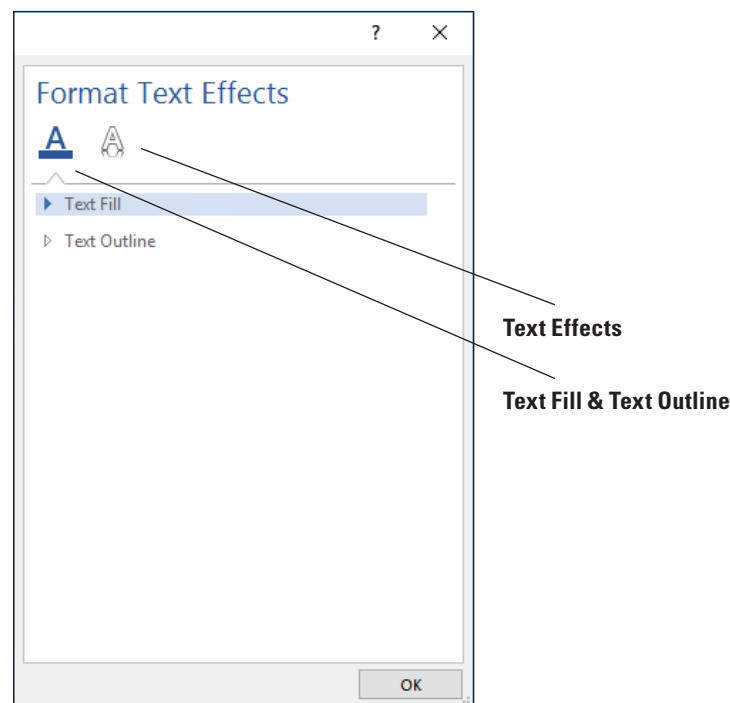 ?
Format Text Effects
A A
Text Fill
Text Outline
Text Effects
Text Fill & Text Outline
OK